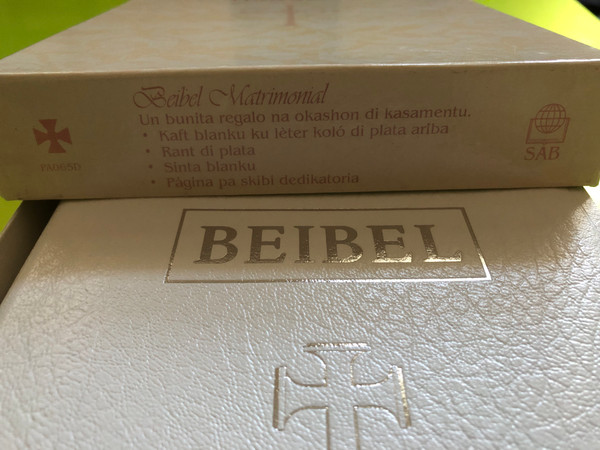 Beibel Matrimonial
Un bunita regalo na okashon di kasamentu.
• Kaft blanku ku lèter koló di plata ariba
• Rant di plata
• Sinta blanku
• Página pa skibi dedikatoria
SAB
BEIBEL